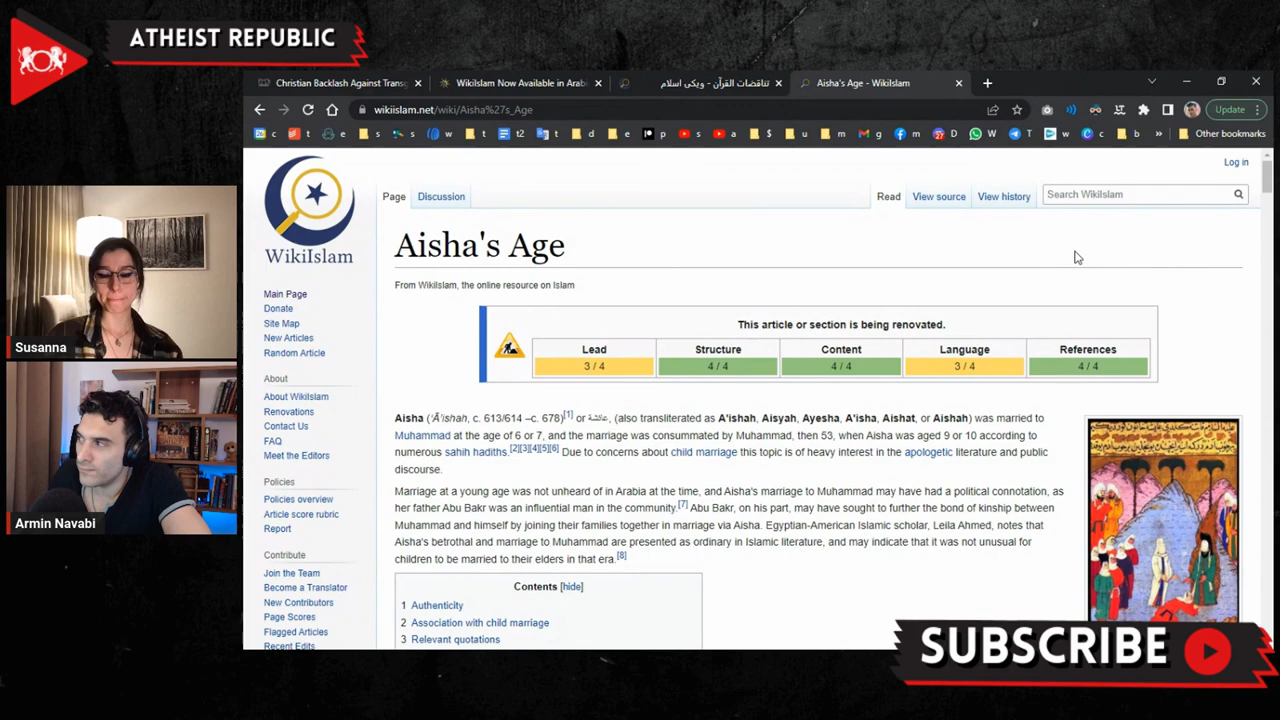 ATHEIST REPUBLIC
Christian Backlash Against Trans
WikiIslam Now Available in Arab
تناقضات القرآن - ويكي اسلام
Aisha's Age - WikiIslam
wikiislam.net/wiki/Aisha%27s_Age
Update
c t e s s w t t2 d e p s a $ u m g f m D W T w c b » Other bookmarks
Log in
WikiIslam
Page Discussion Read View source View history Search WikiIslam
Aisha's Age
From WikiIslam, the online resource on Islam
This article or section is being renovated.
Lead Structure Content Language References
3 / 4 4 / 4 4 / 4 3 / 4 4 / 4
Aisha (‘Ā’ishah, c. 613/614 –c. 678)[1] or عائشة, (also transliterated as A'ishah, Aisyah, Ayesha, A'isha, Aishat, or Aishah) was married to
Muhammad at the age of 6 or 7, and the marriage was consummated by Muhammad, then 53, when Aisha was aged 9 or 10 according to
numerous sahih hadiths.[2][3][4][5][6] Due to concerns about child marriage this topic is of heavy interest in the apologetic literature and public
discourse.
Marriage at a young age was not unheard of in Arabia at the time, and Aisha's marriage to Muhammad may have had a political connotation, as
her father Abu Bakr was an influential man in the community.[7] Abu Bakr, on his part, may have sought to further the bond of kinship between
Muhammad and himself by joining their families together in marriage via Aisha. Egyptian-American Islamic scholar, Leila Ahmed, notes that
Aisha's betrothal and marriage to Muhammad are presented as ordinary in Islamic literature, and may indicate that it was not unusual for
children to be married to their elders in that era.[8]
Contents [hide]
1 Authenticity
2 Association with child marriage
3 Relevant quotations
Main Page
Donate
Site Map
New Articles
Random Article
About
About WikiIslam
Renovations
Contact Us
FAQ
Meet the Editors
Policies
Policies overview
Article score rubric
Report
Contribute
Join the Team
Become a Translator
New Contributors
Page Scores
Flagged Articles
Recent Edits
Susanna
Armin Navabi
SUBSCRIBE